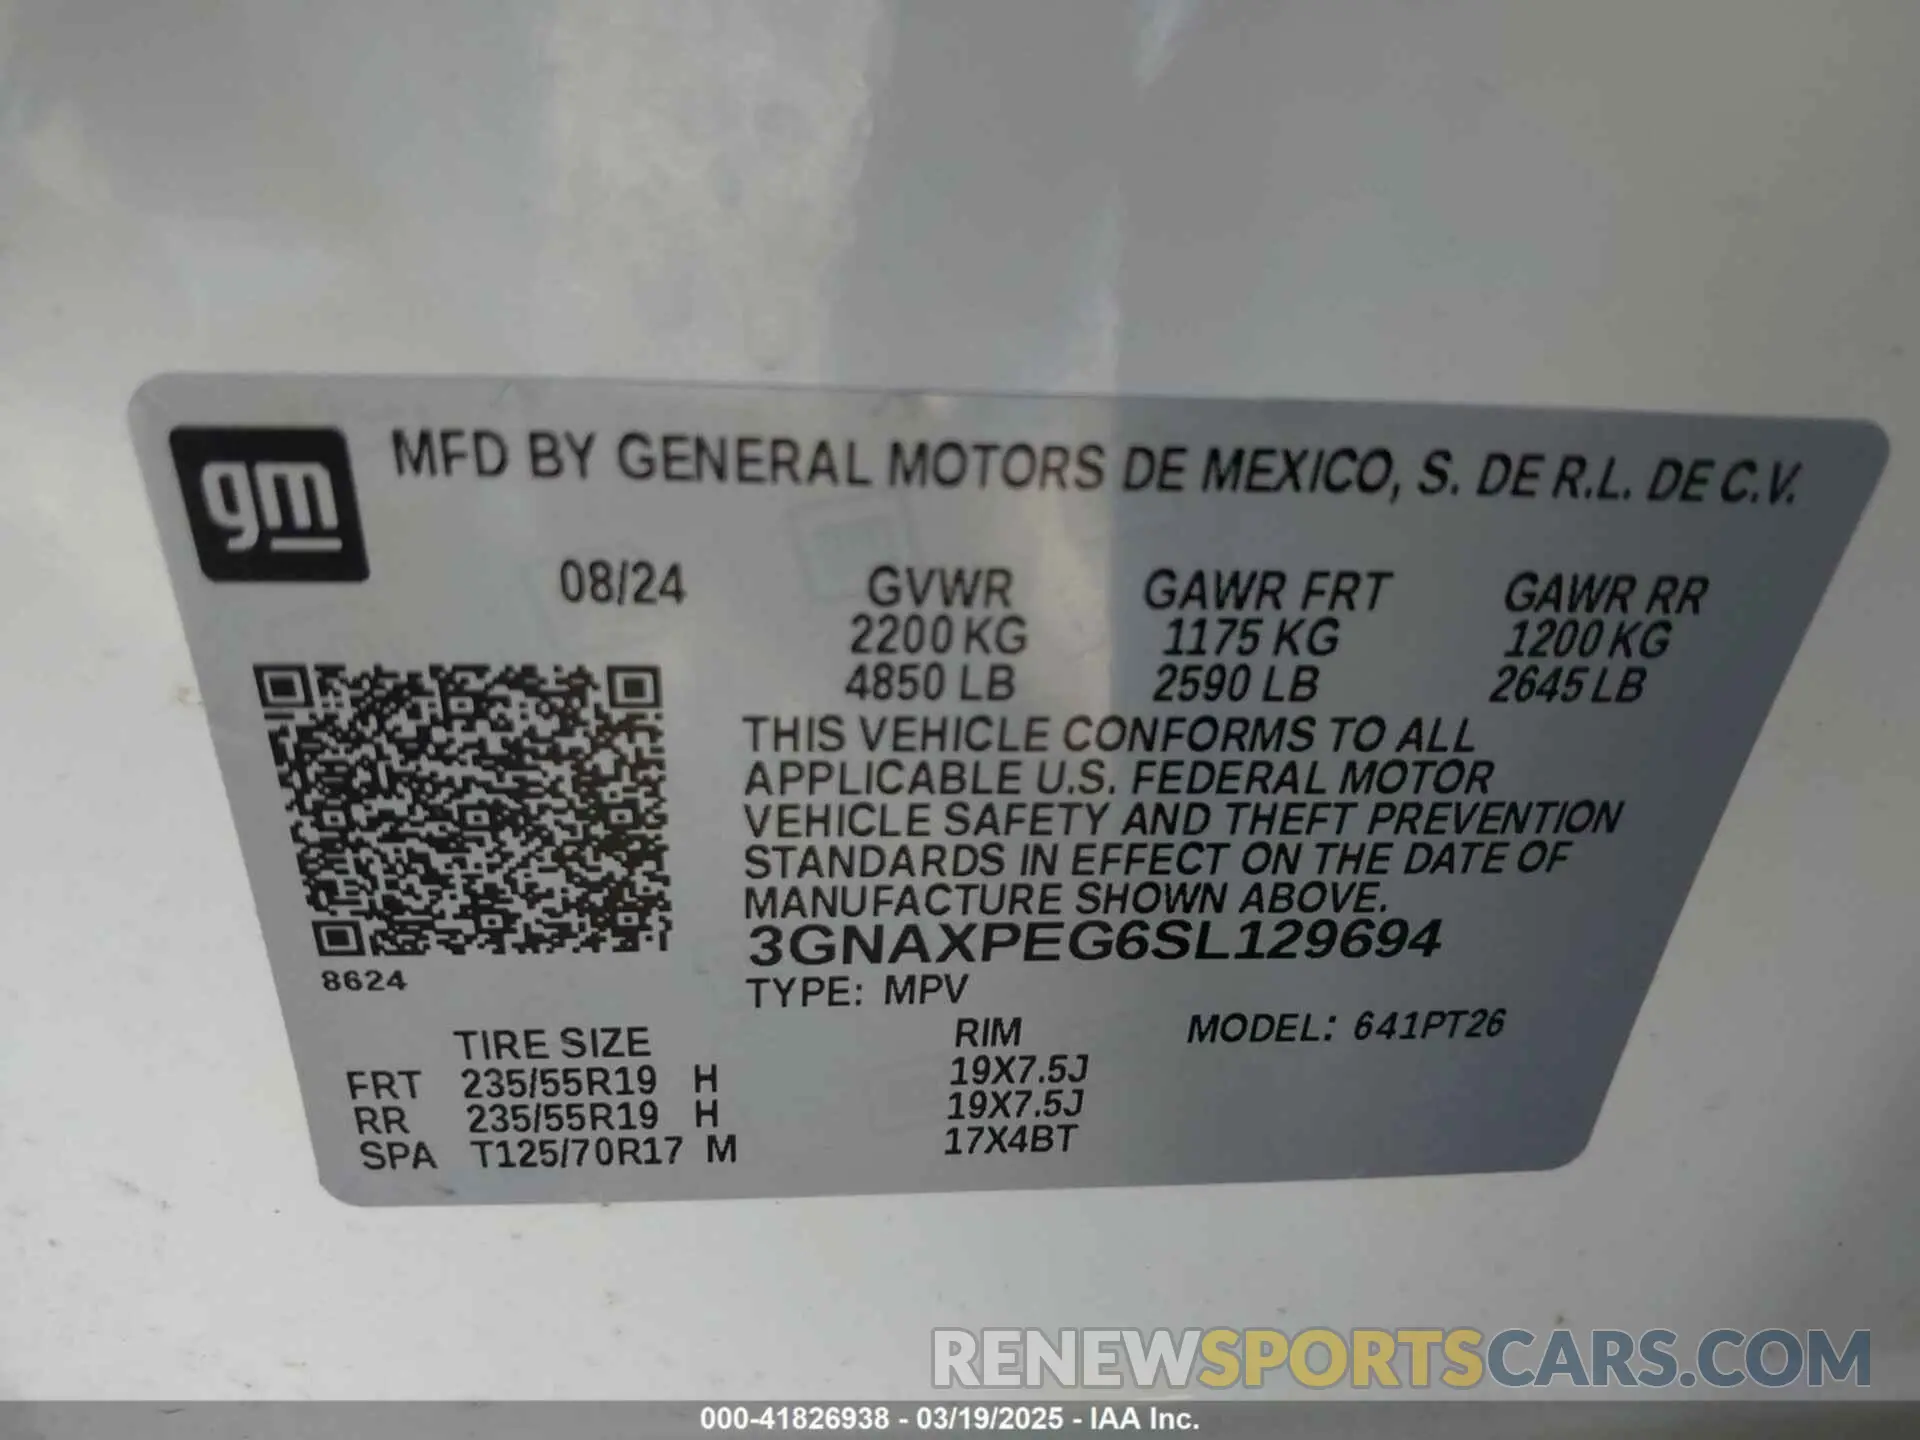 gm
MFD BY GENERAL MOTORS DE MEXICO, S. DE R.L. DE C.V.
08/24
GVWR GAWR FRT GAWR RR
2200 KG 1175 KG 1200 KG
4850 LB 2590 LB 2645 LB
THIS VEHICLE CONFORMS TO ALL
APPLICABLE U.S. FEDERAL MOTOR
VEHICLE SAFETY AND THEFT PREVENTION
STANDARDS IN EFFECT ON THE DATE OF
MANUFACTURE SHOWN ABOVE.
3GNAXPEG6SL129694
8624
TYPE: MPV
TIRE SIZE RIM MODEL: 641PT26
FRT 235/55R19 H 19X7.5J
RR 235/55R19 H 19X7.5J
SPA T125/70R17 M 17X4BT
RENEWSPORTSCARS.COM
000-41826938 - 03/19/2025 - IAA Inc.